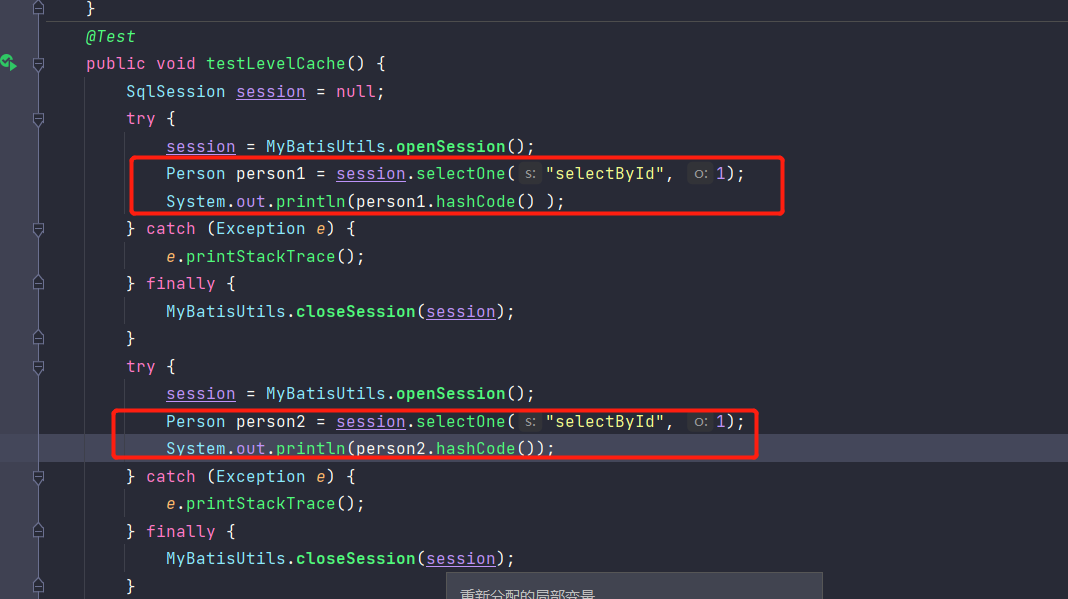 }
@Test
public void testLevelCache() {
SqlSession session = null;
try {
session = MyBatisUtils.openSession();
Person person1 = session.selectOne( s: "selectById", o: 1);
System.out.println(person1.hashCode() );
} catch (Exception e) {
e.printStackTrace();
} finally {
MyBatisUtils.closeSession(session);
}
try {
session = MyBatisUtils.openSession();
Person person2 = session.selectOne( s: "selectById", o: 1);
System.out.println(person2.hashCode());
} catch (Exception e) {
e.printStackTrace();
} finally {
MyBatisUtils.closeSession(session);
}
重新分配的局部变量